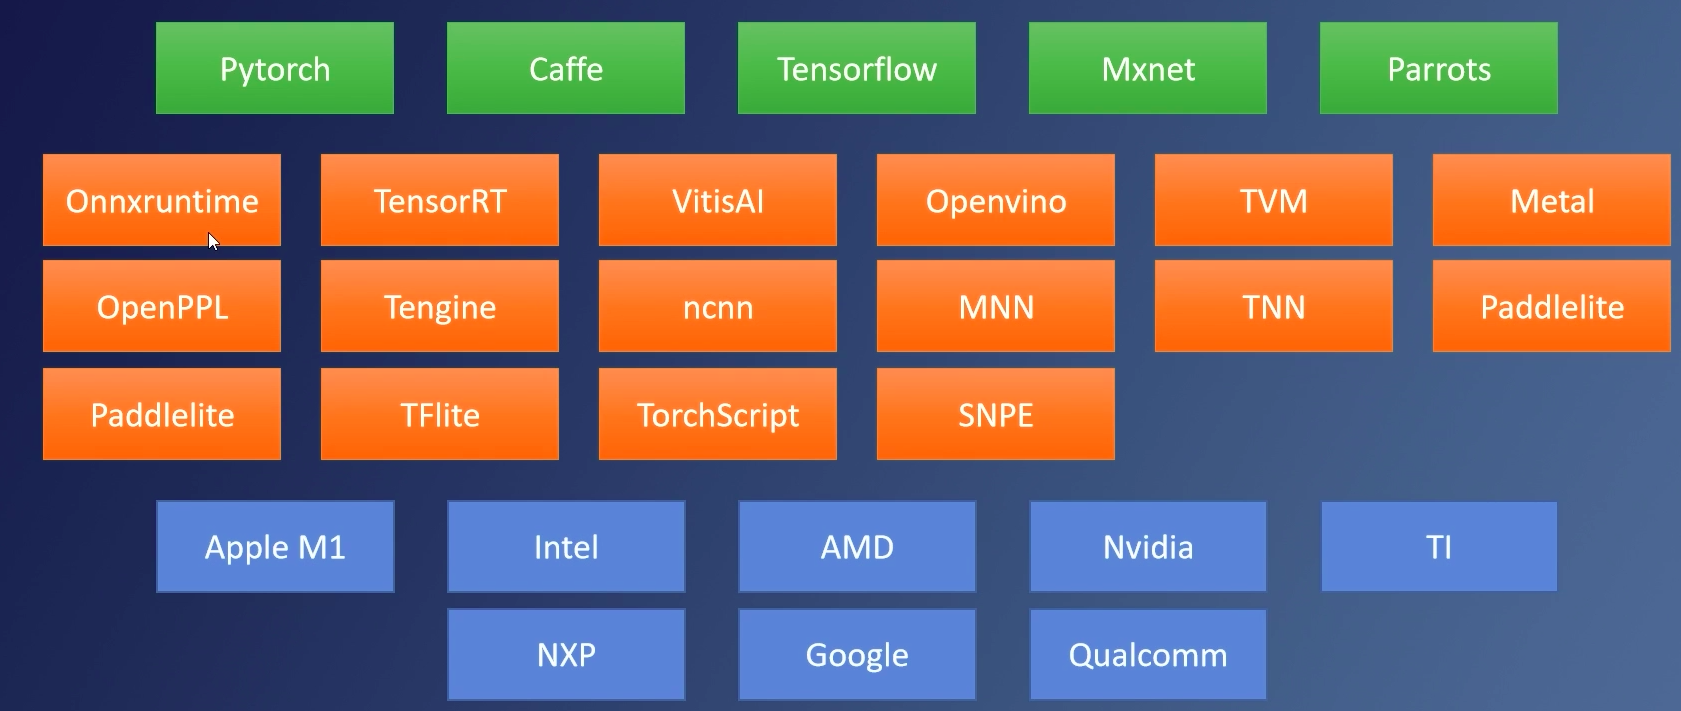 Pytorch
Caffe
Tensorflow
Mxnet
Parrots
Onnxruntime
TensorRT
VitisAI
Openvino
TVM
Metal
OpenPPL
Tengine
ncnn
MNN
TNN
Paddlelite
Paddlelite
TFlite
TorchScript
SNPE
Apple M1
Intel
AMD
Nvidia
TI
NXP
Google
Qualcomm